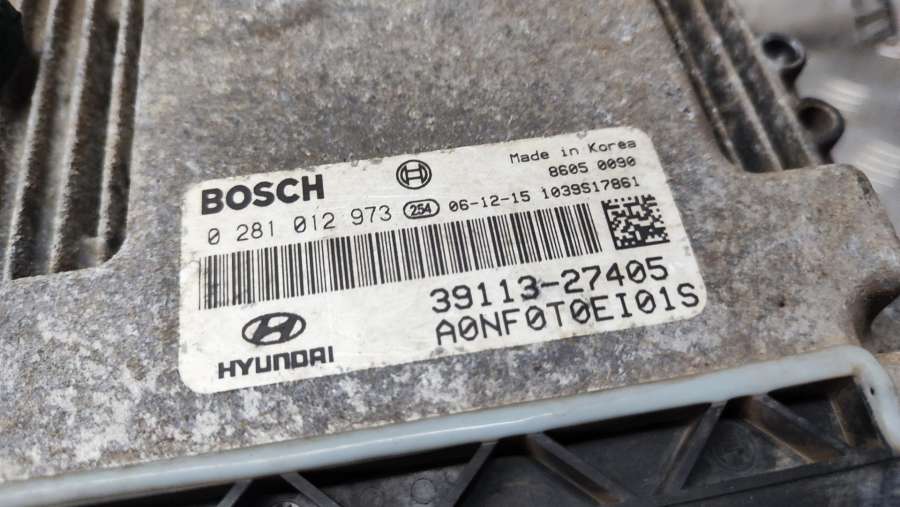 BOSCH
Made in Korea
8605 0090
0 281 012 973 254 06-12-15 1039S17861
39113-27405
A0NF0T0EI01S
HYUNDAI